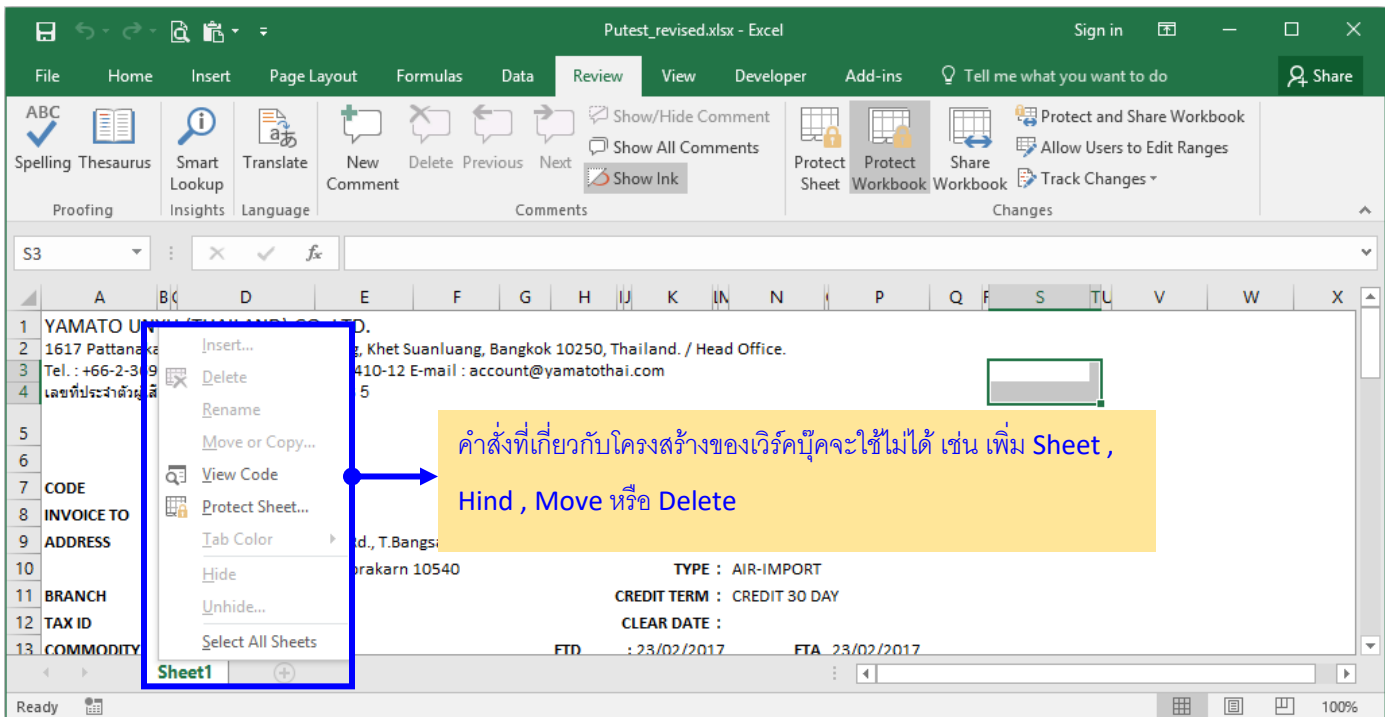 Putest_revised.xlsx - Excel
Sign in
File Home Insert Page Layout Formulas Data Review View Developer Add-ins Tell me what you want to do Share
ABC
Spelling Thesaurus Smart Lookup Translate New Comment Delete Previous Next
Show/Hide Comment
Show All Comments
Show Ink
Protect Sheet Protect Workbook Share Workbook
Protect and Share Workbook
Allow Users to Edit Ranges
Track Changes
Proofing Insights Language Comments Changes
S3 fx
A B D E F G H I J K N P Q S T U V W X
1 YAMATO CO., LTD.
2 1617 Khet Suanluang, Bangkok 10250, Thailand. / Head Office.
3 Tel. : +66-2-3 410-12 E-mail : account@yamatothai.com
4 เลขที่ประจำตัวผู้ 5
5
6
7 CODE
8 INVOICE TO
9 ADDRESS Rd., T.Bangsa
10 10540 TYPE : AIR-IMPORT
11 BRANCH CREDIT TERM : CREDIT 30 DAY
12 TAX ID CLEAR DATE :
13 COMMODITY ETD : 23/02/2017 ETA 23/02/2017
Insert...
Delete
Rename
Move or Copy...
View Code
Protect Sheet...
Tab Color
Hide
Unhide...
Select All Sheets
คำสั่งที่เกี่ยวกับโครงสร้างของเวิร์คบุ๊คจะใช้ไม่ได้ เช่น เพิ่ม Sheet ,
Hind , Move หรือ Delete
Sheet1
Ready 100%